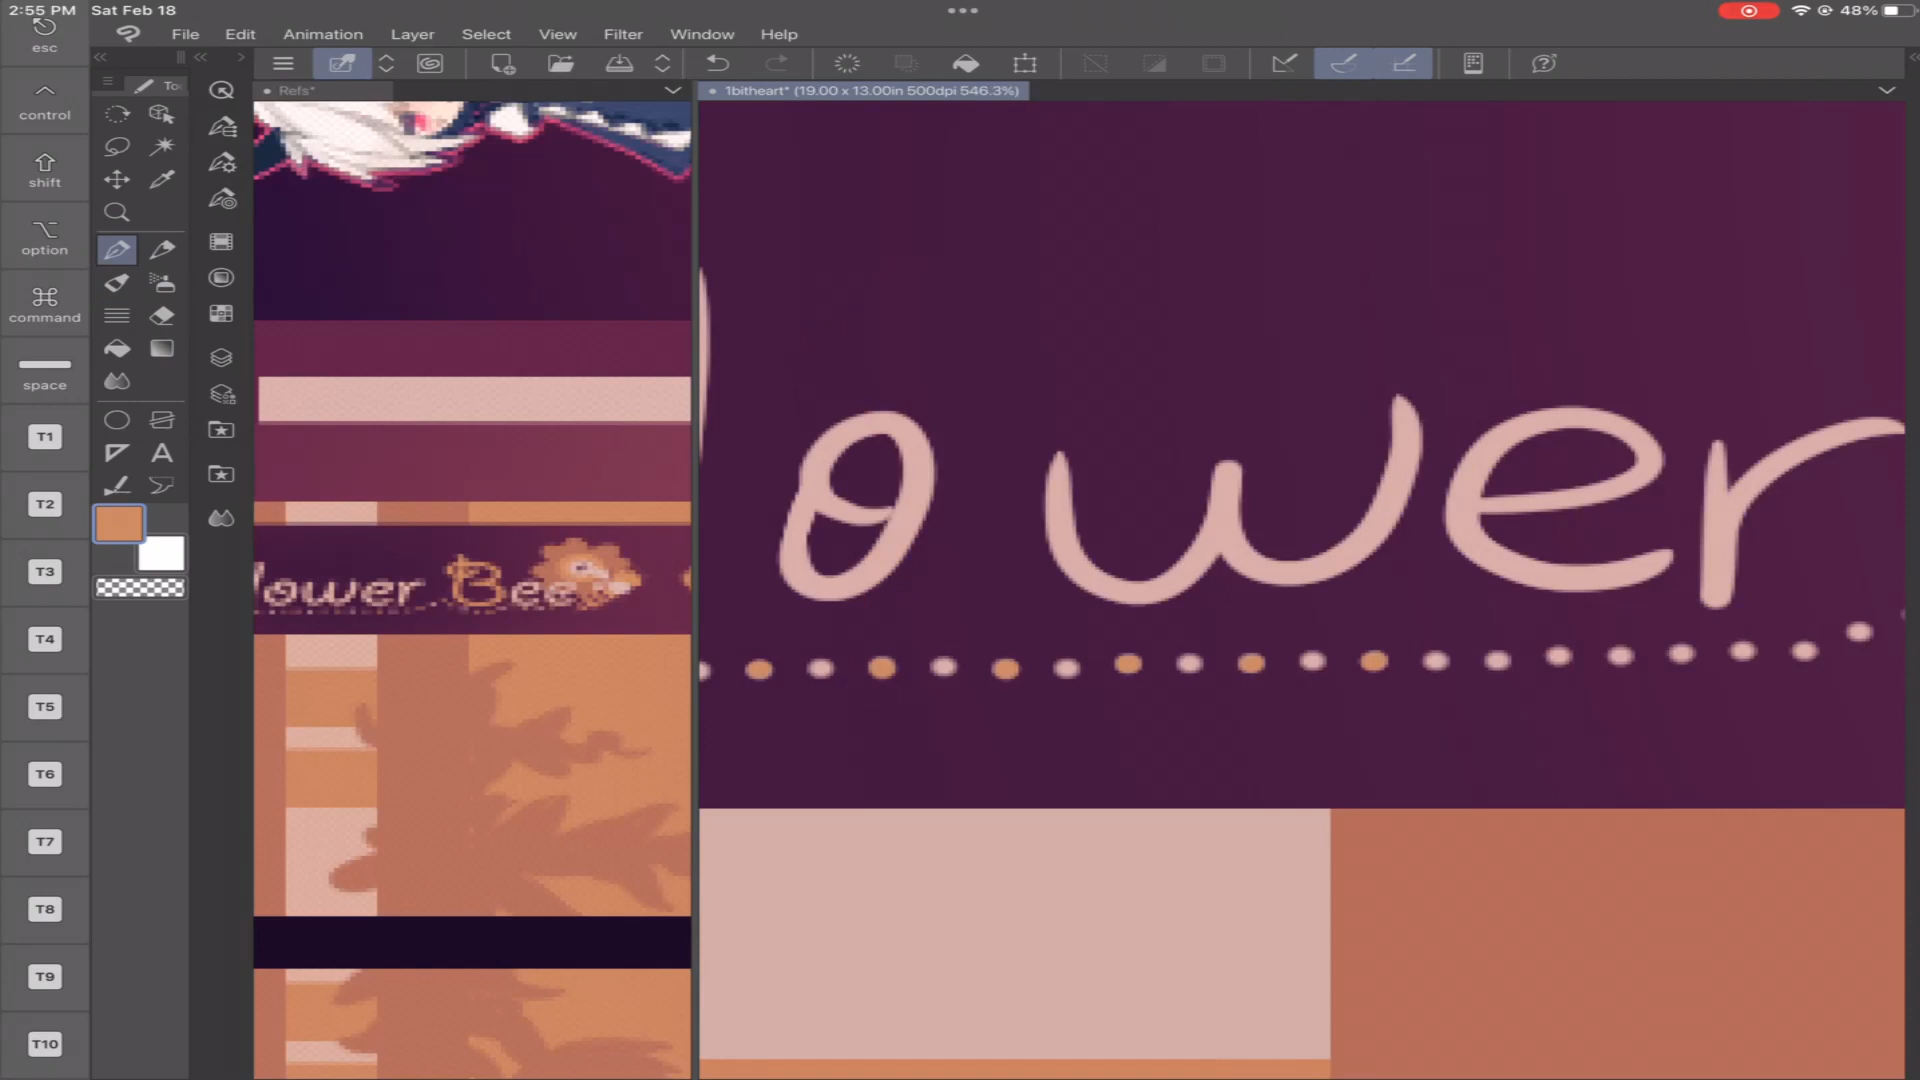 2:55 PM Sat Feb 18
48%
esc
File Edit Animation Layer Select View Filter Window Help
control
To
Refs*
1bitheart* (19.00 x 13.00in 500dpi 546.3%)
shift
option
command
space
T1
T2
T3
T4
T5
T6
T7
T8
T9
T10
A
lower Bee
ower